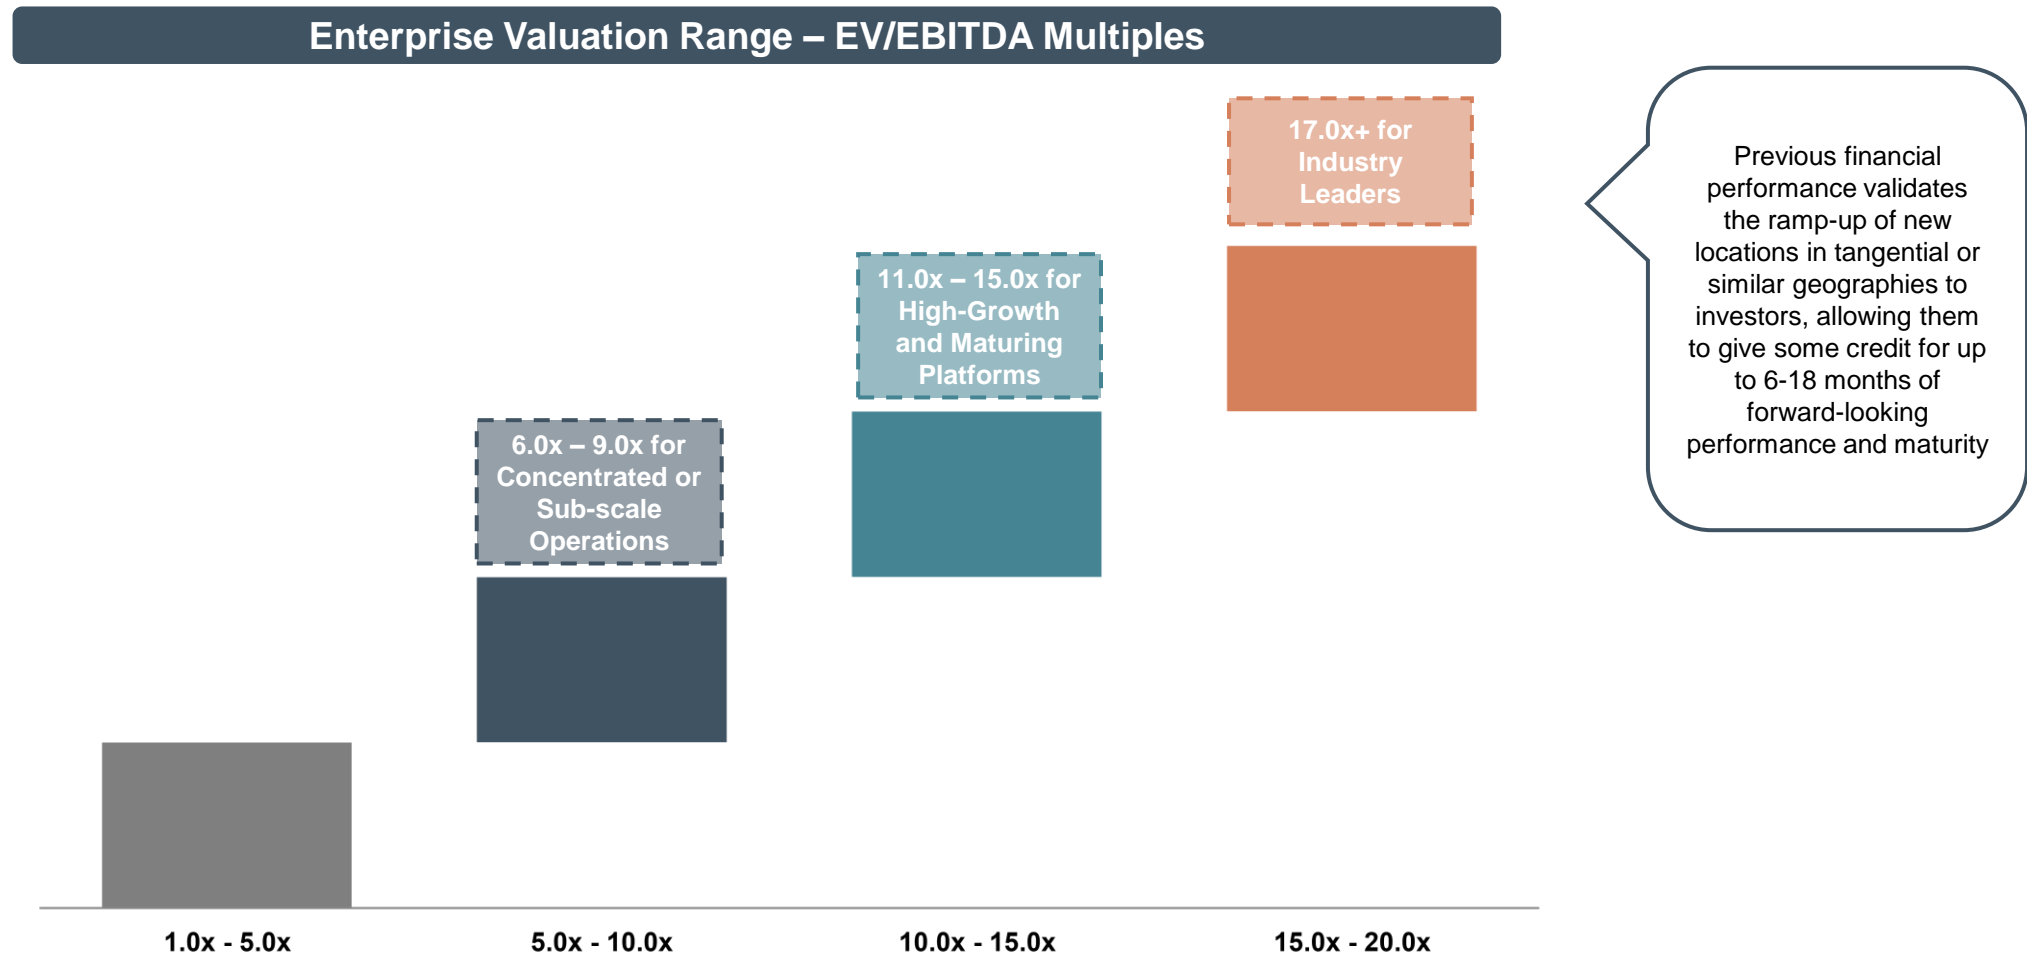 Enterprise Valuation Range – EV/EBITDA Multiples
17.0x+ for
Industry
Leaders
11.0x – 15.0x for
High-Growth
and Maturing
Platforms
6.0x – 9.0x for
Concentrated or
Sub-scale
Operations
Previous financial
performance validates
the ramp-up of new
locations in tangential or
similar geographies to
investors, allowing them
to give some credit for up
to 6-18 months of
forward-looking
performance and maturity
1.0x - 5.0x
5.0x - 10.0x
10.0x - 15.0x
15.0x - 20.0x